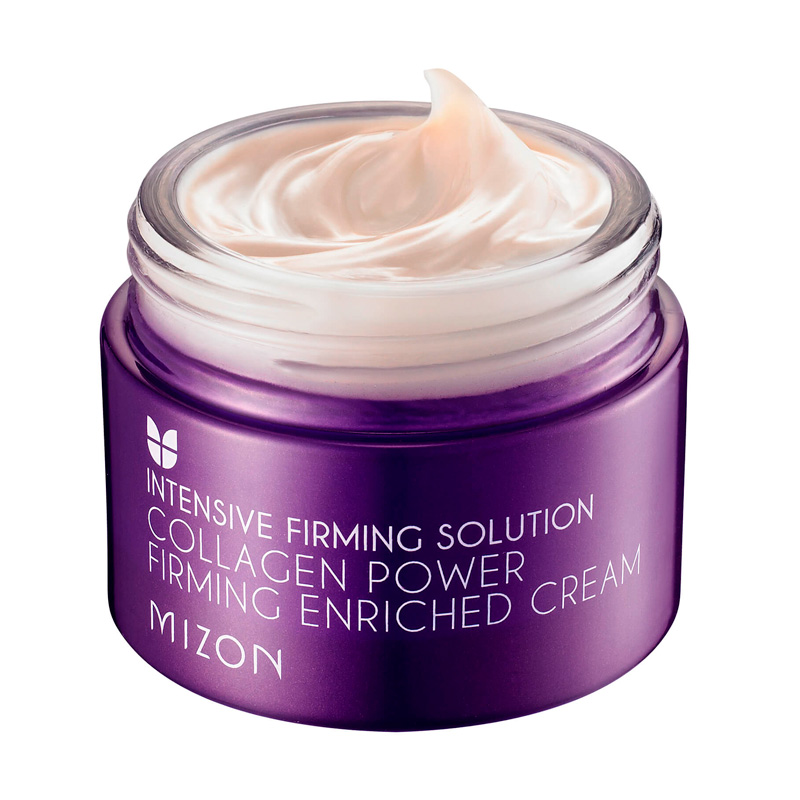 INTENSIVE FIRMING SOLUTION
COLLAGEN POWER
FIRMING ENRICHED CREAM
MIZON